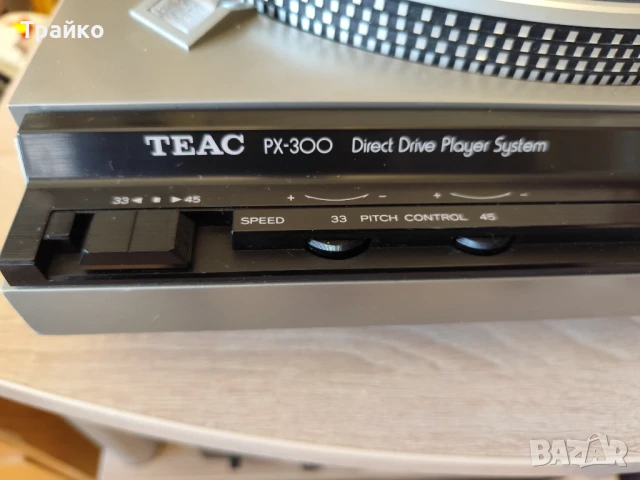 Трайко
TEAC PX-300 Direct Drive Player System
33 ◄ ■ ► 45 + - + -
SPEED 33 PITCH CONTROL 45
BAZAR